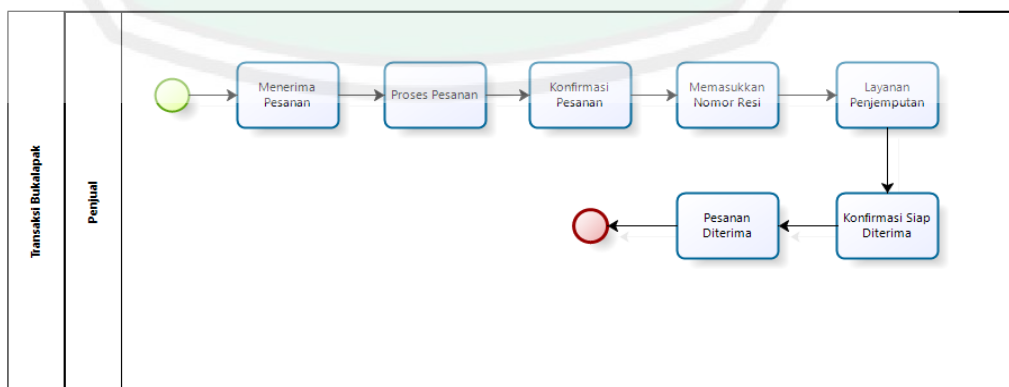 Transaksi Bukalapak
Penjual
Menerima
Pesanan
Proses Pesanan
Konfirmasi
Pesanan
Memasukkan
Nomor Resi
Layanan
Penjemputan
Konfirmasi Siap
Diterima
Pesanan
Diterima